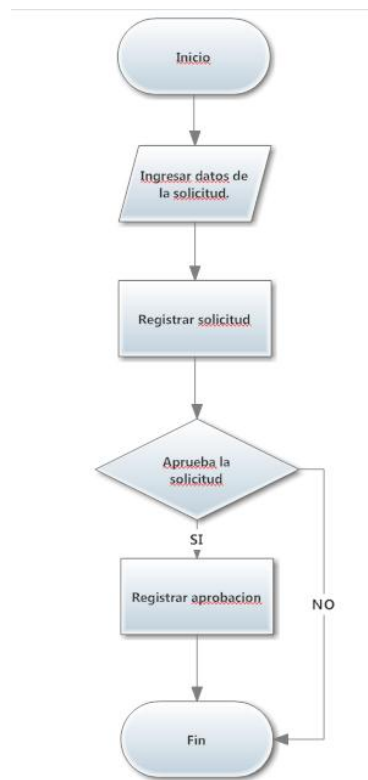 Inicio
Ingresar datos de
la solicitud.
Registrar solicitud
Aprueba la
solicitud
SI
Registrar aprobacion
NO
Fin